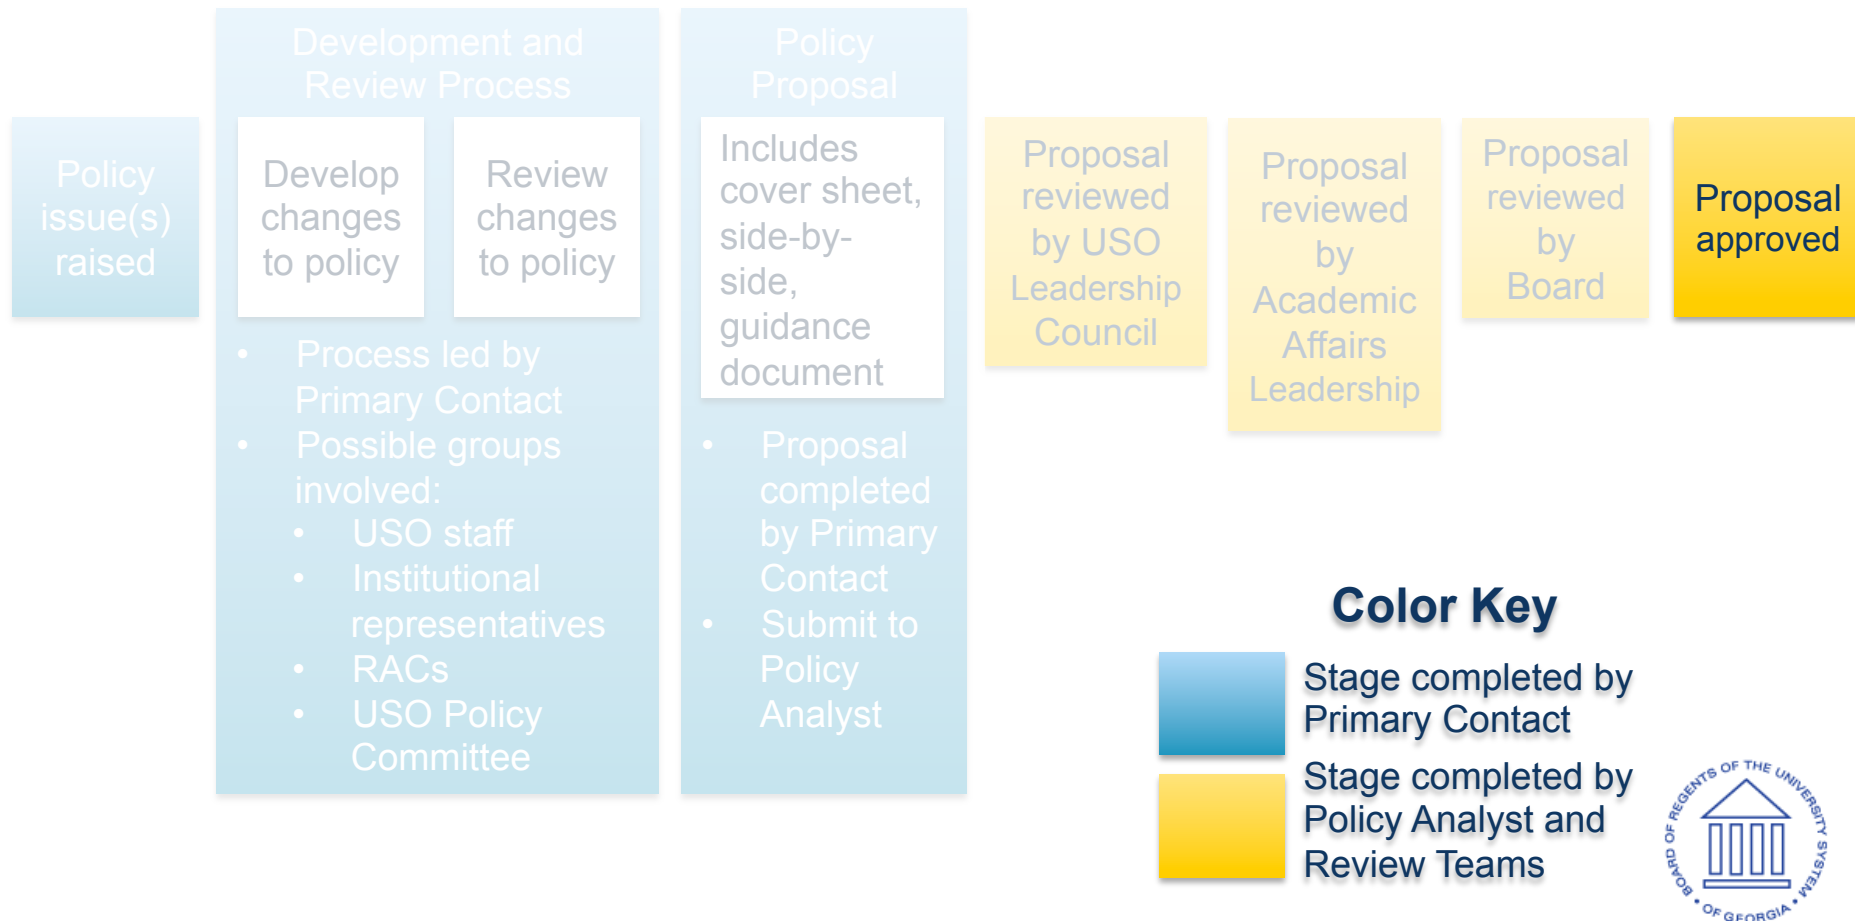 Policy
issue(s)
raised
Development and
Review Process
Develop
changes
to policy
Review
changes
to policy
• Process led by
Primary Contact
• Possible groups
involved:
• USO staff
• Institutional
representatives
• RACs
• USO Policy
Committee
Policy
Proposal
Includes
cover sheet,
side-by-
side,
guidance
document
• Proposal
completed
by Primary
Contact
• Submit to
Policy
Analyst
Proposal
reviewed
by USO
Leadership
Council
Proposal
reviewed
by
Academic
Affairs
Leadership
Proposal
reviewed
by
Board
Proposal
approved
Color Key
Stage completed by
Primary Contact
Stage completed by
Policy Analyst and
Review Teams
BOARD OF REGENTS OF THE UNIVERSITY SYSTEM • OF GEORGIA •